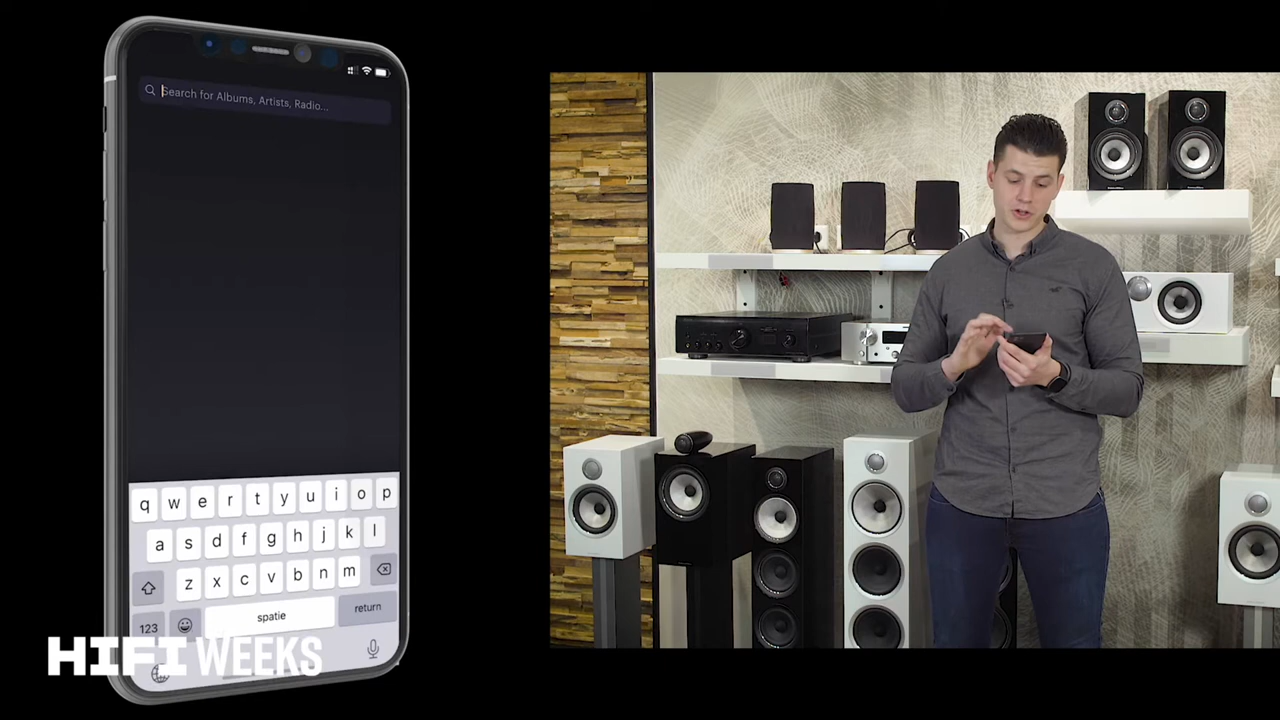 Search for Albums, Artists, Radio...
q w e r t y u i o p
a s d f g h j k l
z x c v b n m
123 spatie return
HIFI WEEKS